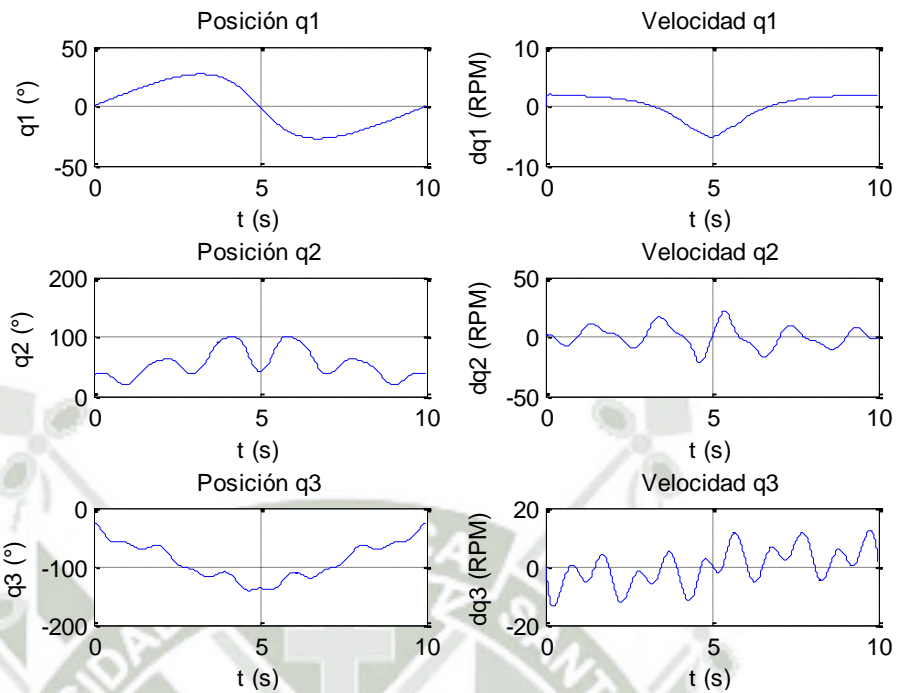 Posición q1
50
0
-50
q1 (°)
0
5
10
t (s)
Velocidad q1
10
0
-10
dq1 (RPM)
0
5
10
t (s)
Posición q2
200
100
0
q2 (°)
0
5
10
t (s)
Velocidad q2
50
0
-50
dq2 (RPM)
0
5
10
t (s)
Posición q3
0
-100
-200
q3 (°)
0
5
10
t (s)
Velocidad q3
20
0
-20
dq3 (RPM)
0
5
10
t (s)